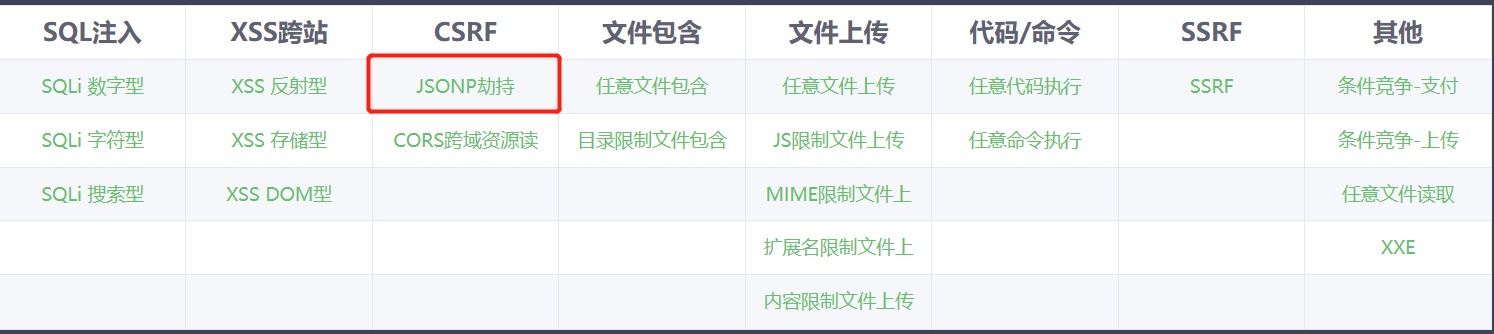 SQL注入 XSS跨站 CSRF 文件包含 文件上传 代码/命令 SSRF 其他
SQLi 数字型 XSS 反射型 JSONP劫持 任意文件包含 任意文件上传 任意代码执行 SSRF 条件竞争-支付
SQLi 字符型 XSS 存储型 CORS跨域资源读 目录限制文件包含 JS限制文件上传 任意命令执行 条件竞争-上传
SQLi 搜索型 XSS DOM型 MIME限制文件上 任意文件读取
扩展名限制文件上 XXE
内容限制文件上传